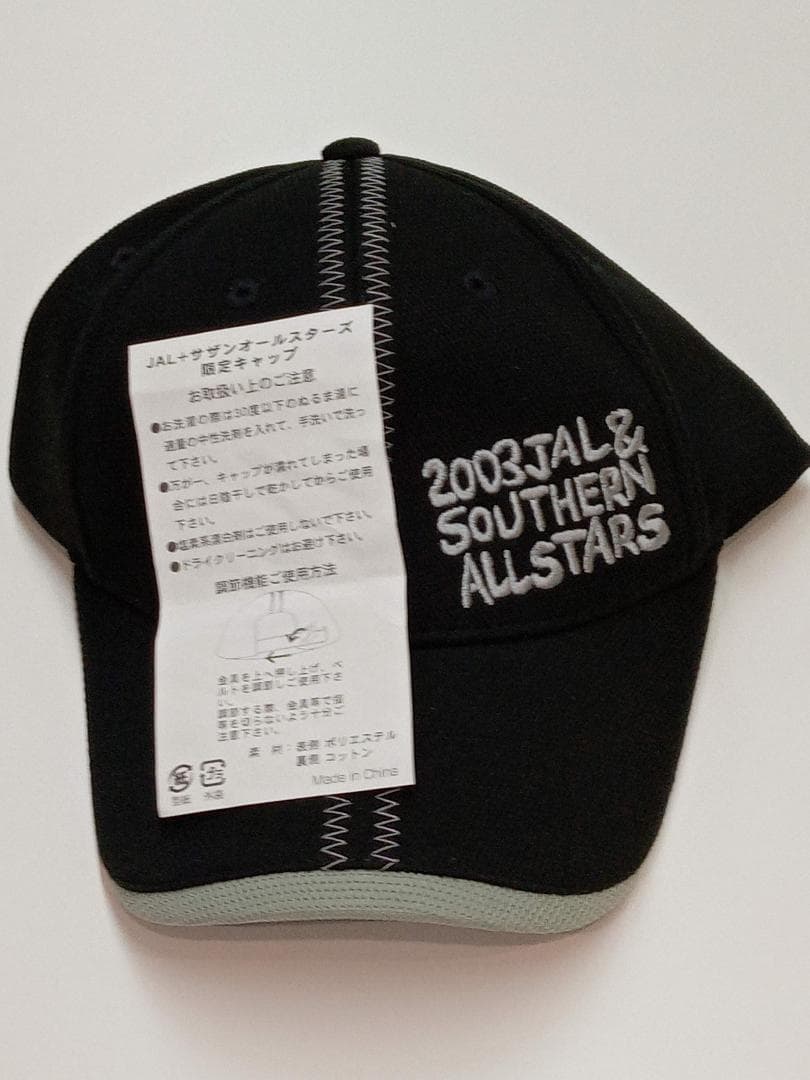 JAL+サザンオールスターズ
限定キャップ
お取扱い上のご注意
●お洗濯の際は30度以下のぬるま湯に
適量の中性洗剤を入れて、手洗いで洗っ
て下さい。
●万が一、キャップが濡れてしまった場
合には日陰干しで乾かしてからご使用
下さい。
●塩素系漂白剤はご使用しないで下さい。
●ドライクリーニングはお避け下さい。
調節機能ご使用方法
金具を上へ押し上げ、ベ
ルトを調節しご使用下さ
い。
調節する際、金具等で指
等を切らないよう十分ご
注意下さい。
素 材：表側 ポリエステル
裏側 コットン
Made in China
紙
プラ
台紙
外袋
2003JAL&
SOUTHERN
ALLSTARS